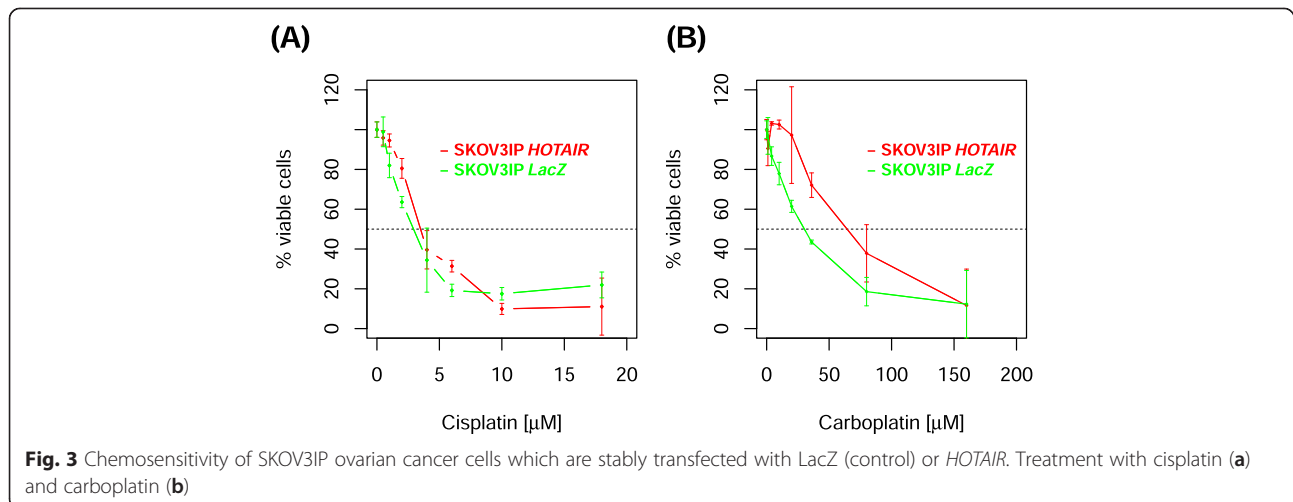 (A)
(B)
% viable cells
0 20 40 60 80 120
– SKOV3IP HOTAIR
– SKOV3IP LacZ
0 5 10 15 20
Cisplatin [μM]
% viable cells
0 20 40 60 80 120
– SKOV3IP HOTAIR
– SKOV3IP LacZ
0 50 100 150 200
Carboplatin [μM]
Fig. 3 Chemosensitivity of SKOV3IP ovarian cancer cells which are stably transfected with LacZ (control) or HOTAIR. Treatment with cisplatin (a)
and carboplatin (b)